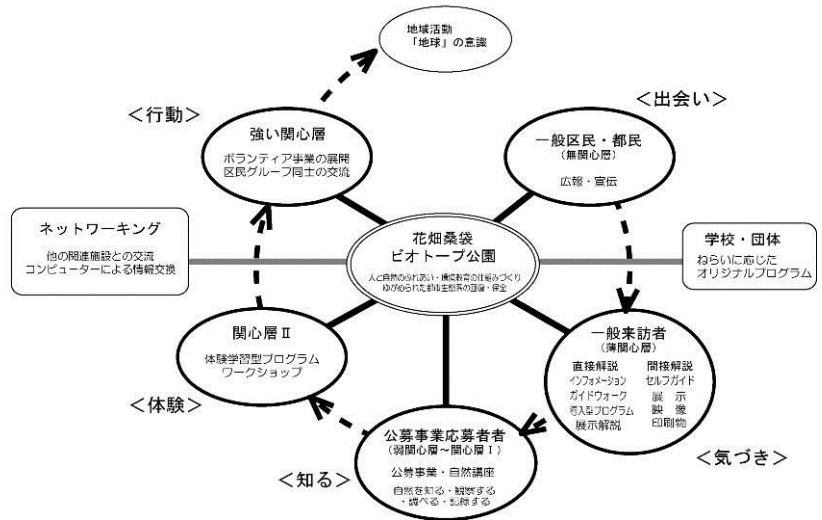 地域活動
「地球」の意識
＜行動＞
＜出会い＞
強い関心層
ボランティア事業の展開
区民グループ同士の交流
一般区民・都民
(無関心層)
広報・宣伝
ネットワーキング
他の関連施設との交流
コンピューターによる情報交換
花畑桑袋
ビオトープ公園
人と自然のふれあい・環境教育の仕組みづくり
ゆがめられた都市生態系の回復・保全
学校・団体
ねらいに応じた
オリジナルプログラム
関心層Ⅱ
体験学習型プログラム
ワークショップ
＜体験＞
一般来訪者
(薄関心層)
直接解説 間接解説
インフォメーション セルフガイド
ガイドウォーク 展 示
導入型プログラム 映 像
展示解説 印刷物
＜気づき＞
公募事業応募者者
(弱関心層～関心層Ⅰ)
公募事業・自然講座
自然を知る・観察する
・調べる・記録する
＜知る＞